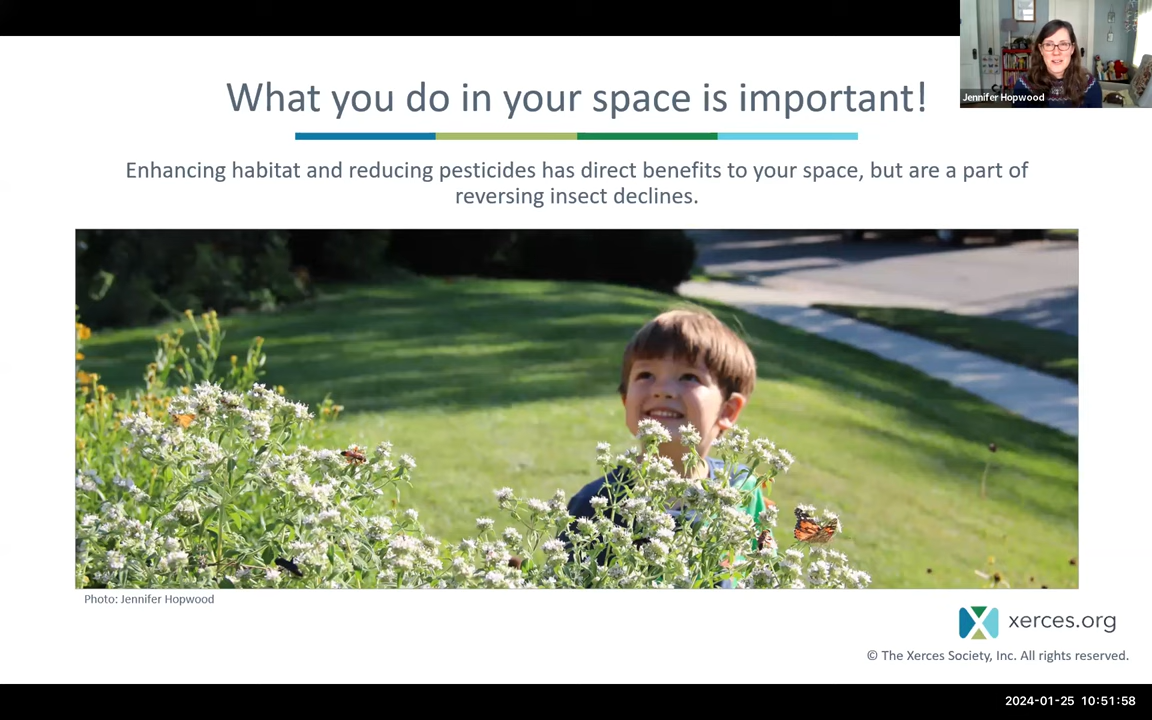 Jennifer Hopwood
What you do in your space is important!
Enhancing habitat and reducing pesticides has direct benefits to your space, but are a part of
reversing insect declines.
Photo: Jennifer Hopwood
xerces.org
© The Xerces Society, Inc. All rights reserved.
2024-01-25 10:51:58